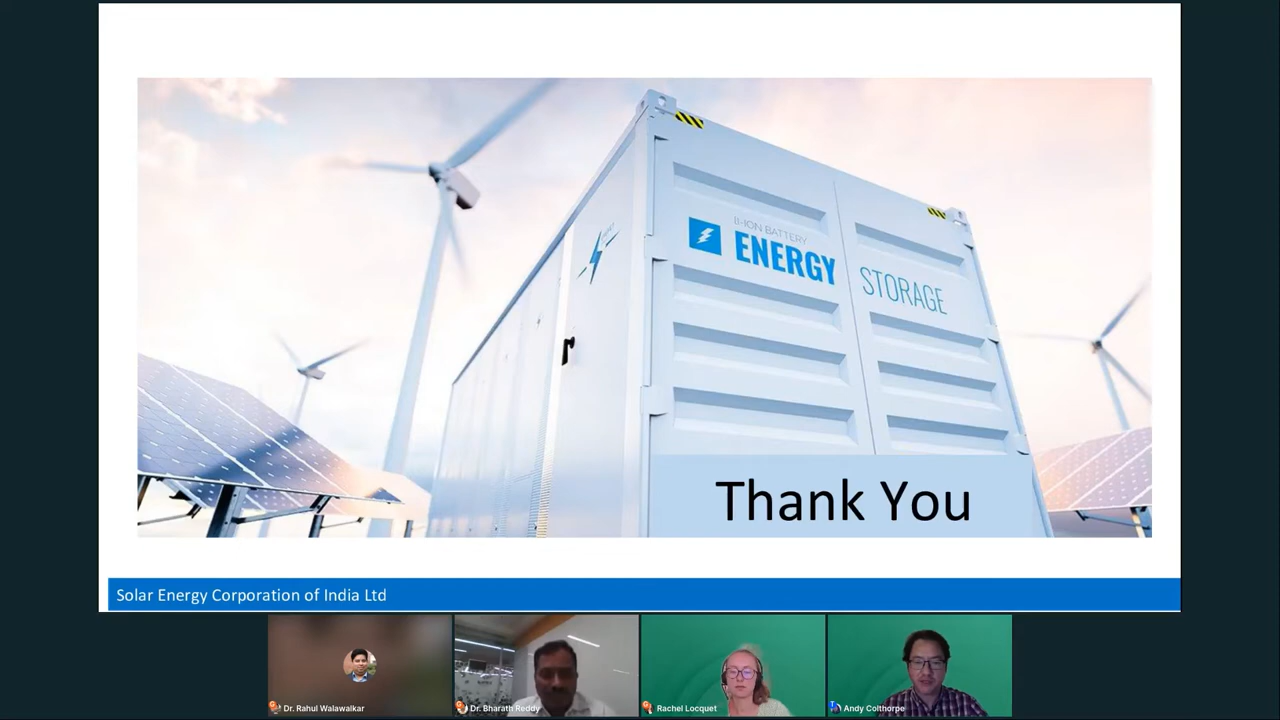 LI-ION BATTERY
ENERGY STORAGE
Thank You
Solar Energy Corporation of India Ltd
Dr. Rahul Walawalkar
Dr. Bharath Reddy
Rachel Locquet
Andy Colthorpe